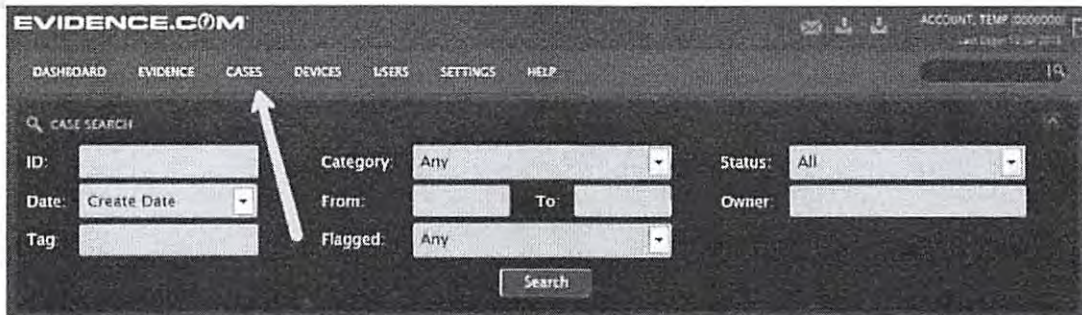 EVIDENCE.COM
ACCOUNT, TEMP (0000000)
DASHBOARD EVIDENCE CASES DEVICES USERS SETTINGS HELP
CASE SEARCH
ID: Category: Any Status: All
Date: Create Date From: To: Owner:
Tag: Flagged: Any
Search